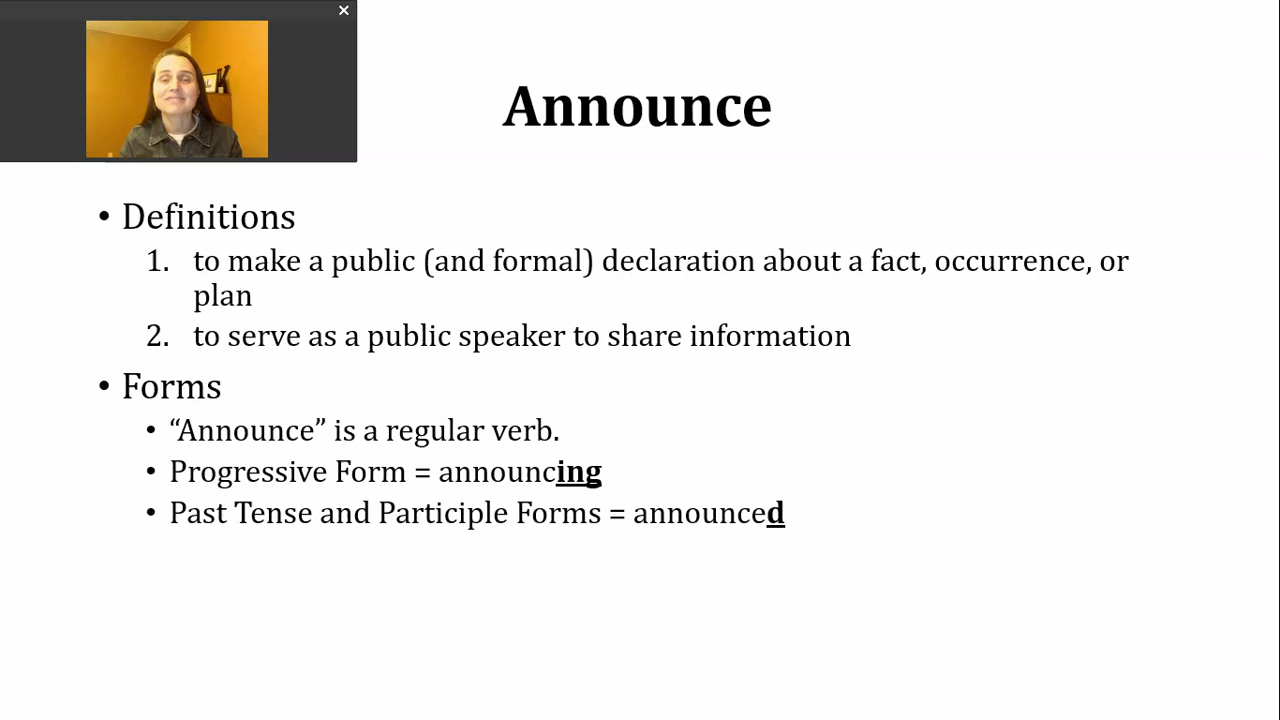 Announce
• Definitions
1. to make a public (and formal) declaration about a fact, occurrence, or
plan
2. to serve as a public speaker to share information
• Forms
• “Announce” is a regular verb.
• Progressive Form = announcing
• Past Tense and Participle Forms = announced